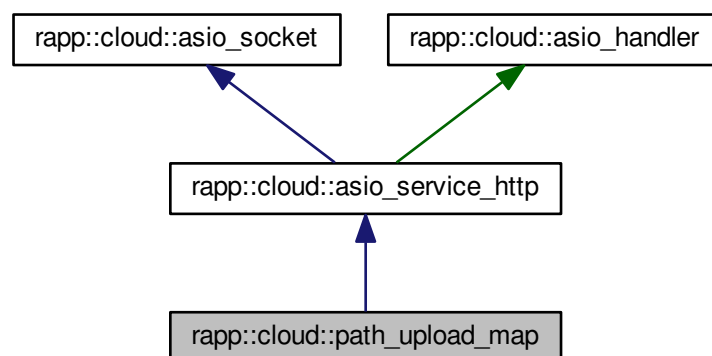 rapp::cloud::asio_socket
rapp::cloud::asio_handler
rapp::cloud::asio_service_http
rapp::cloud::path_upload_map